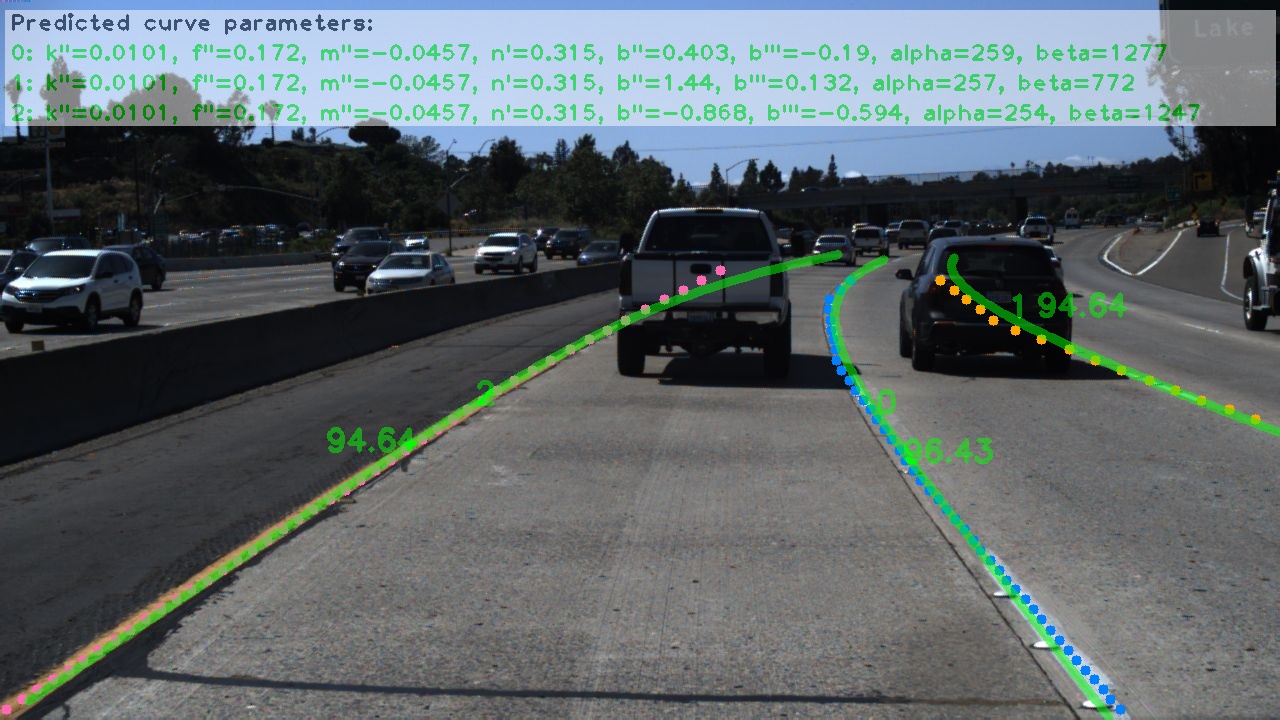 Predicted curve parameters:
0: k''=0.0101, f''=0.172, m''=-0.0457, n'=0.315, b''=0.403, b'''=-0.19, alpha=259, beta=1277
1: k''=0.0101, f''=0.172, m''=-0.0457, n'=0.315, b''=1.44, b'''=0.132, alpha=257, beta=772
2: k''=0.0101, f''=0.172, m''=-0.0457, n'=0.315, b''=-0.868, b'''=-0.594, alpha=254, beta=1247
Lake
1 94.64
2
0
94.64
96.43